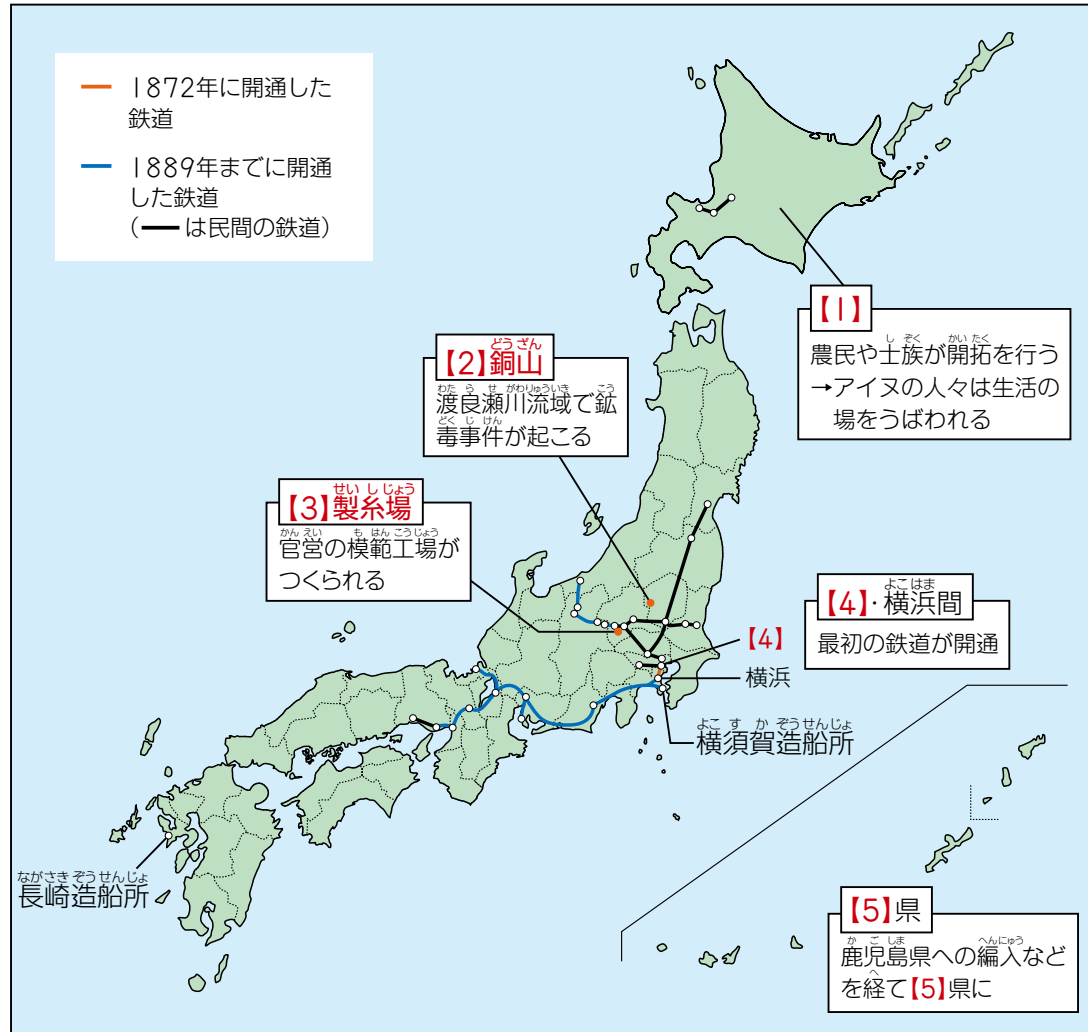 1872年に開通した
鉄道
1889年までに開通
した鉄道
(━は民間の鉄道)
【1】
農民や士族が開拓を行う
しぞく
かいたく
→アイヌの人々は生活の
場をうばわれる
どうざん
【2】銅山
わたらせがわりゅういき
こう
渡良瀬川流域で鉱
どくじけん
毒事件が起こる
せいしじょう
【3】製糸場
かんえい
もはんこうじょう
官営の模範工場が
つくられる
よこはま
【4】・横浜間
最初の鉄道が開通
【4】
横浜
よこすかぞうせんじょ
横須賀造船所
ながさきぞうせんじょ
長崎造船所
【5】県
かごしま
へんにゅう
鹿児島県への編入など
へ
を経て【5】県に